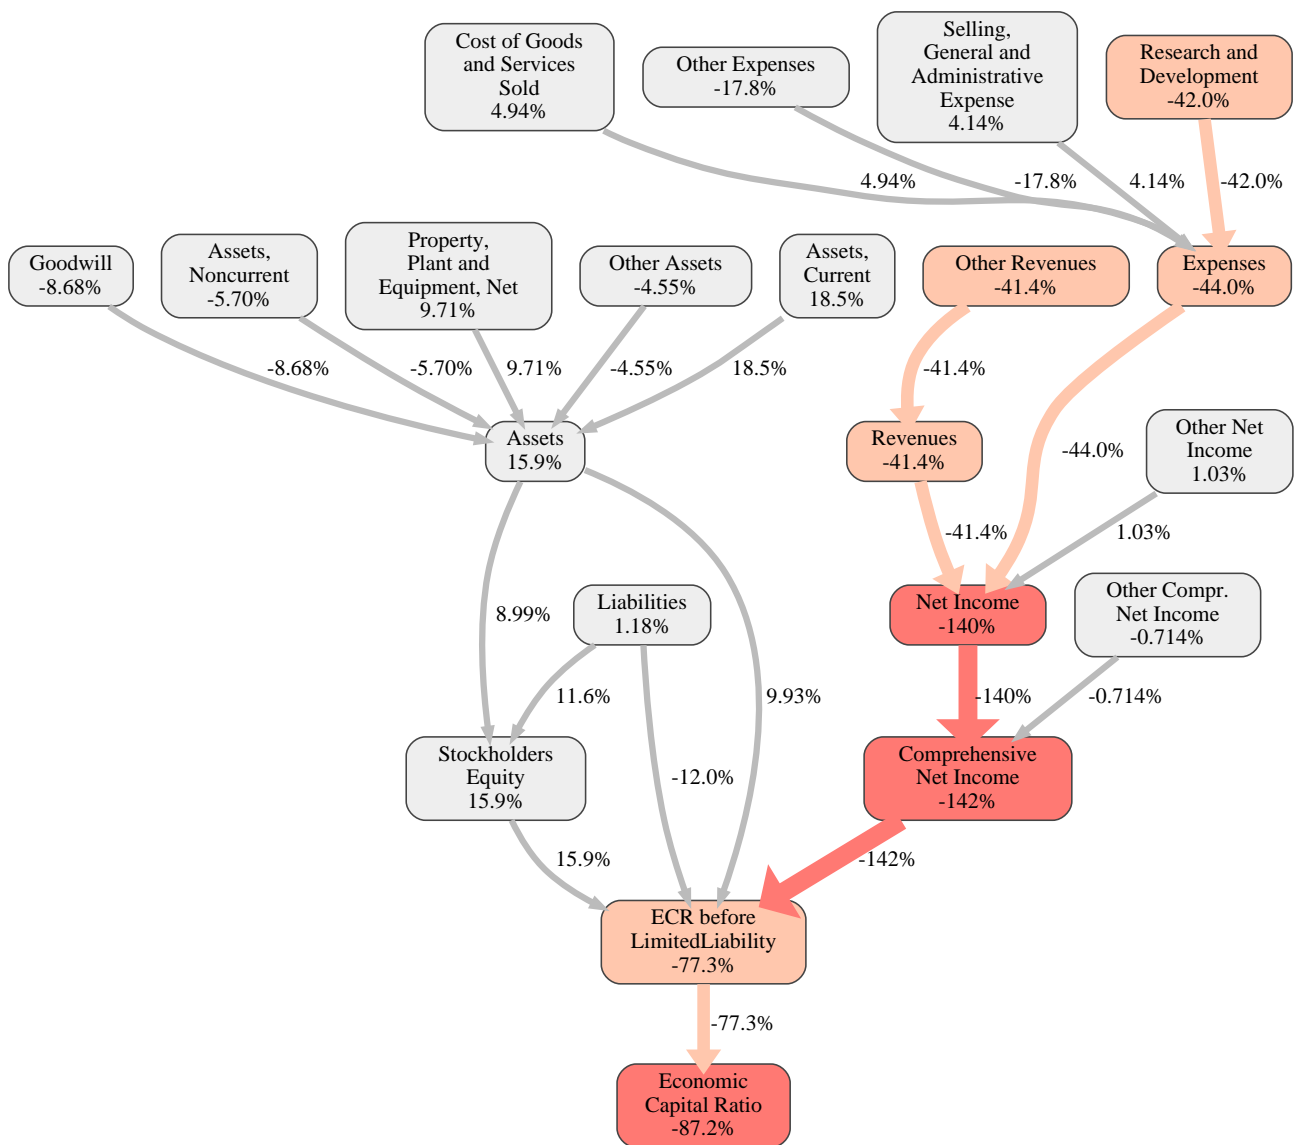 Cost of Goods
and Services
Sold
4.94%
Other Expenses
-17.8%
Selling,
General and
Administrative
Expense
4.14%
Research and
Development
-42.0%
4.94%
-17.8%
4.14%
-42.0%
Goodwill
-8.68%
Assets,
Noncurrent
-5.70%
Property,
Plant and
Equipment, Net
9.71%
Other Assets
-4.55%
Assets,
Current
18.5%
Other Revenues
-41.4%
Expenses
-44.0%
-8.68%
-5.70%
9.71%
-4.55%
18.5%
-41.4%
-44.0%
Assets
15.9%
Revenues
-41.4%
Other Net
Income
1.03%
-41.4%
1.03%
8.99%
Liabilities
1.18%
Net Income
-140%
Other Compr.
Net Income
-0.714%
11.6%
9.93%
-140%
-0.714%
Stockholders
Equity
15.9%
-12.0%
Comprehensive
Net Income
-142%
15.9%
-142%
ECR before
LimitedLiability
-77.3%
-77.3%
Economic
Capital Ratio
-87.2%